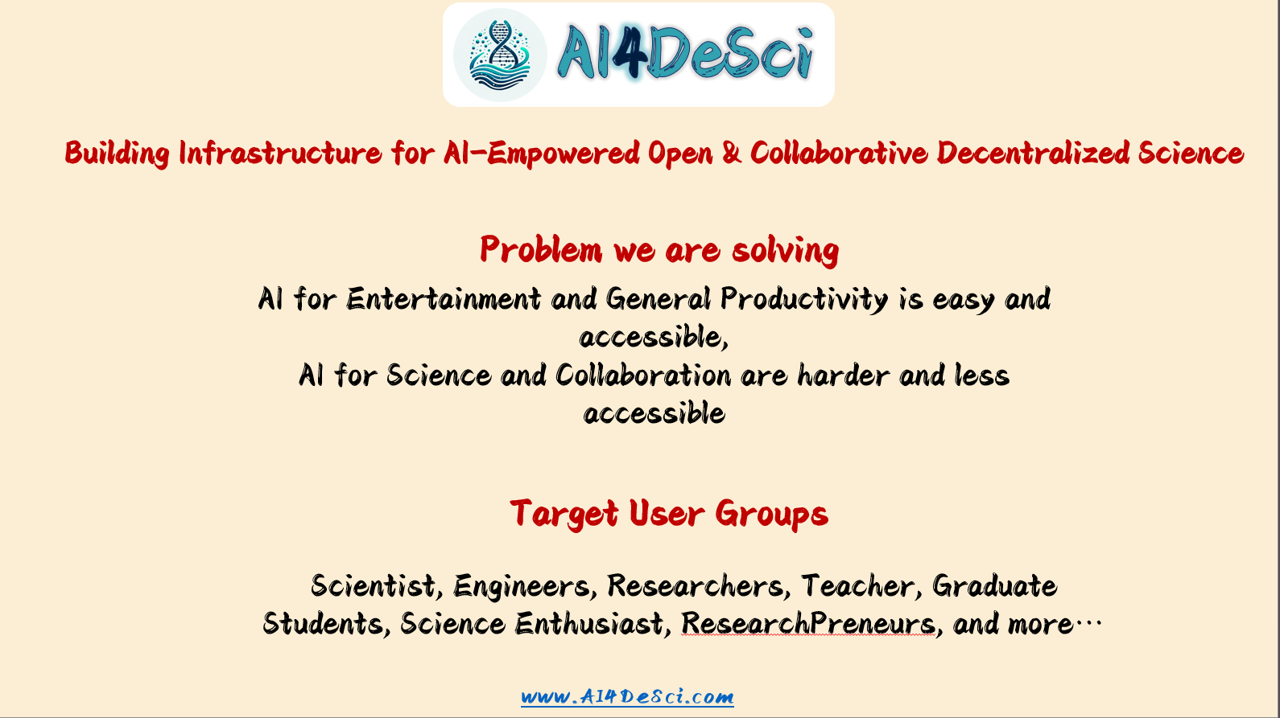 AI4DeSci
Building Infrastructure for AI-Empowered Open & Collaborative Decentralized Science
Problem we are solving
AI for Entertainment and General Productivity is easy and
accessible,
AI for Science and Collaboration are harder and less
accessible
Target User Groups
Scientist, Engineers, Researchers, Teacher, Graduate
Students, Science Enthusiast, ResearchPreneurs, and more…
www.AI4DeSci.com